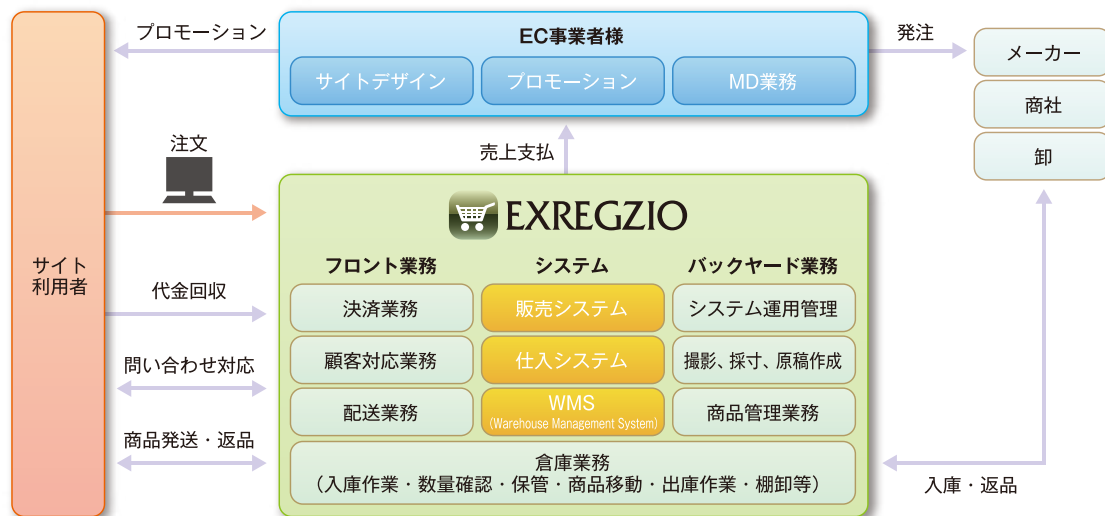 プロモーション
EC事業者様
サイトデザイン
プロモーション
MD業務
発注
メーカー
商社
卸
注文
売上支払
サイト
利用者
EXREGZIO
フロント業務
システム
バックヤード業務
代金回収
決済業務
販売システム
システム運用管理
問い合わせ対応
顧客対応業務
仕入システム
撮影、採寸、原稿作成
配送業務
WMS
(Warehouse Management System)
商品管理業務
商品発送・返品
倉庫業務
（入庫作業・数量確認・保管・商品移動・出庫作業・棚卸等）
入庫・返品